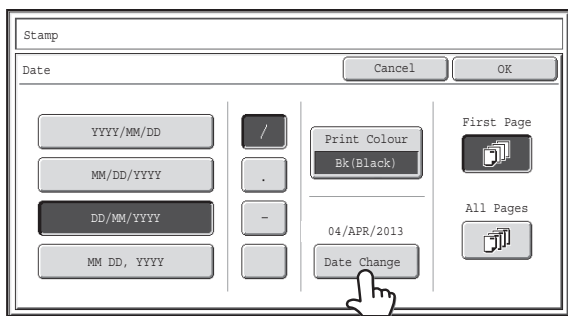 Stamp
Date
Cancel
OK
YYYY/MM/DD
MM/DD/YYYY
DD/MM/YYYY
MM DD, YYYY
/
.
-
Print Colour
Bk(Black)
04/APR/2013
Date Change
First Page
All Pages